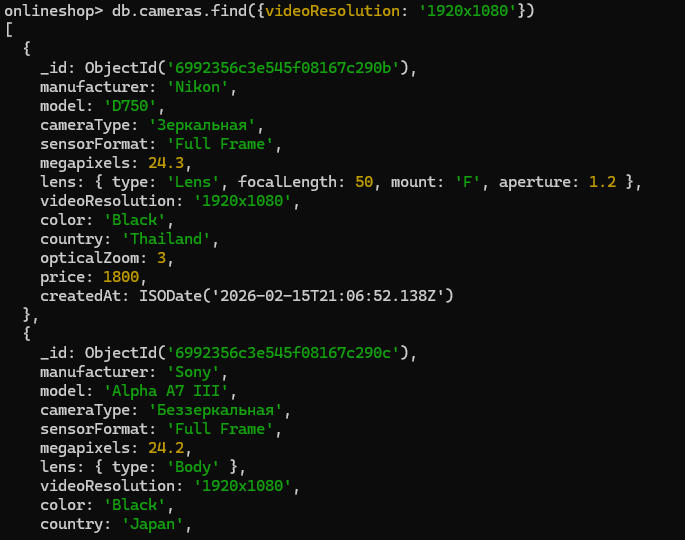 onlineshop> db.cameras.find({videoResolution: '1920x1080'})
[
  {
    _id: ObjectId('6992356c3e545f08167c290b'),
    manufacturer: 'Nikon',
    model: 'D750',
    cameraType: 'Зеркальная',
    sensorFormat: 'Full Frame',
    megapixels: 24.3,
    lens: { type: 'Lens', focalLength: 50, mount: 'F', aperture: 1.2 },
    videoResolution: '1920x1080',
    color: 'Black',
    country: 'Thailand',
    opticalZoom: 3,
    price: 1800,
    createdAt: ISODate('2026-02-15T21:06:52.138Z')
  },
  {
    _id: ObjectId('6992356c3e545f08167c290c'),
    manufacturer: 'Sony',
    model: 'Alpha A7 III',
    cameraType: 'Беззеркальная',
    sensorFormat: 'Full Frame',
    megapixels: 24.2,
    lens: { type: 'Body' },
    videoResolution: '1920x1080',
    color: 'Black',
    country: 'Japan',